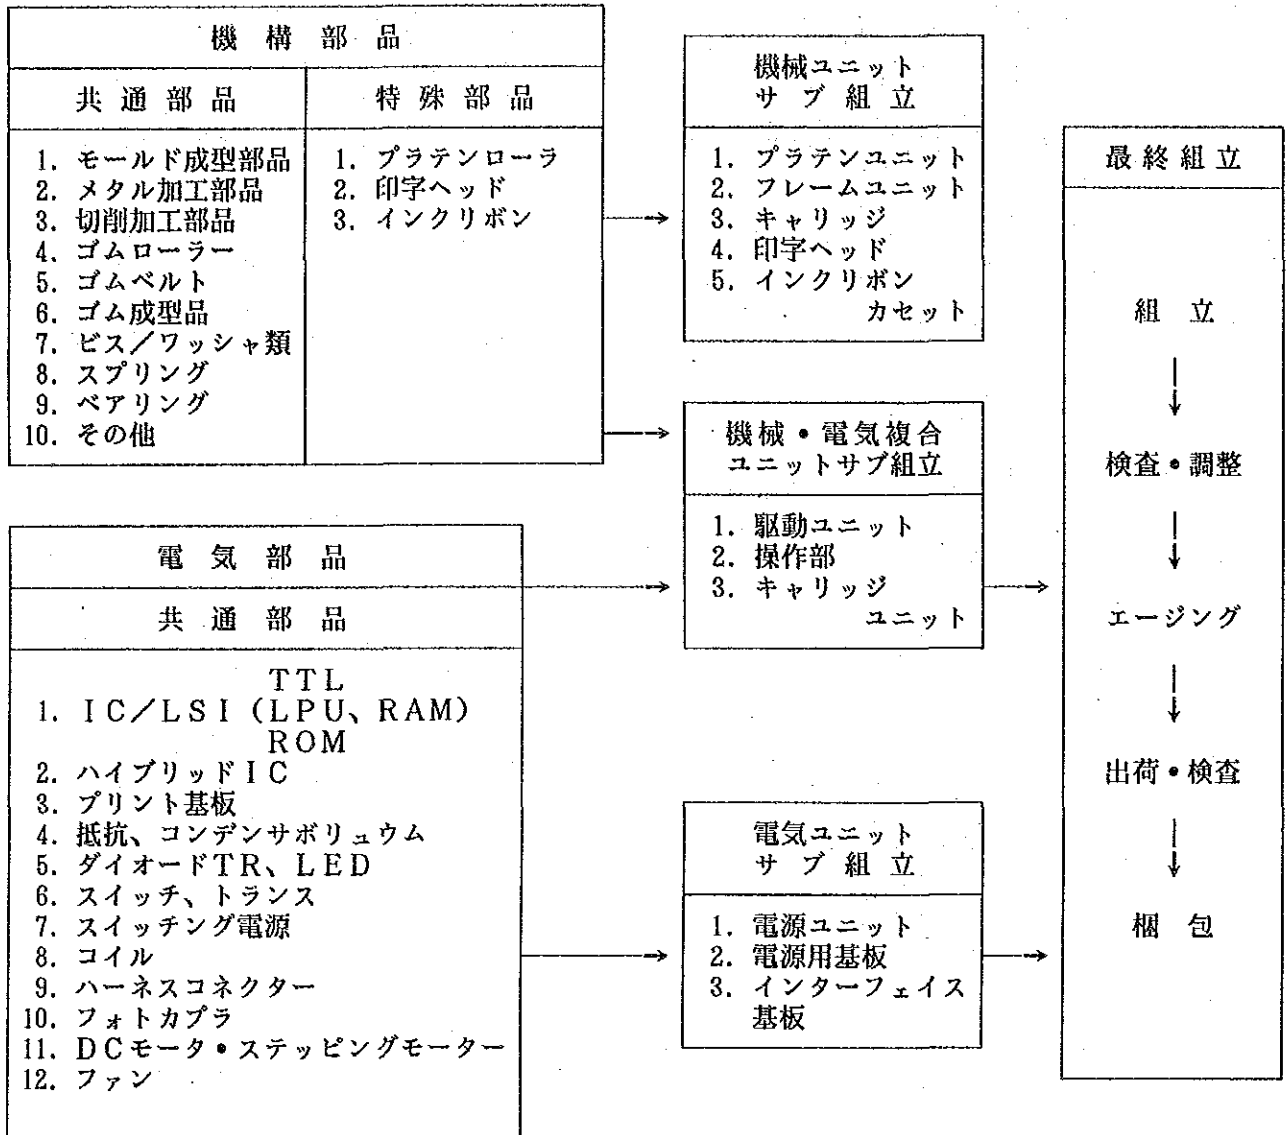 機構部品
共通部品
1. モールド成型部品
2. メタル加工部品
3. 切削加工部品
4. ゴムローラー
5. ゴムベルト
6. ゴム成型品
7. ビス／ワッシャ類
8. スプリング
9. ベアリング
10. その他
特殊部品
1. プラテンローラ
2. 印字ヘッド
3. インクリボン
電気部品
共通部品
TTL
1. IC／LSI (LPU、RAM)
ROM
2. ハイブリッドIC
3. プリント基板
4. 抵抗、コンデンサボリュウム
5. ダイオードTR、LED
6. スイッチ、トランス
7. スイッチング電源
8. コイル
9. ハーネスコネクター
10. フォトカプラ
11. DCモータ・ステッピングモーター
12. ファン
機械ユニット
サブ組立
1. プラテンユニット
2. フレームユニット
3. キャリッジ
4. 印字ヘッド
5. インクリボン
カセット
機械・電気複合
ユニットサブ組立
1. 駆動ユニット
2. 操作部
3. キャリッジ
ユニット
電気ユニット
サブ組立
1. 電源ユニット
2. 電源用基板
3. インターフェイス
基板
最終組立
組立
↓
検査・調整
↓
エージング
↓
出荷・検査
↓
梱包